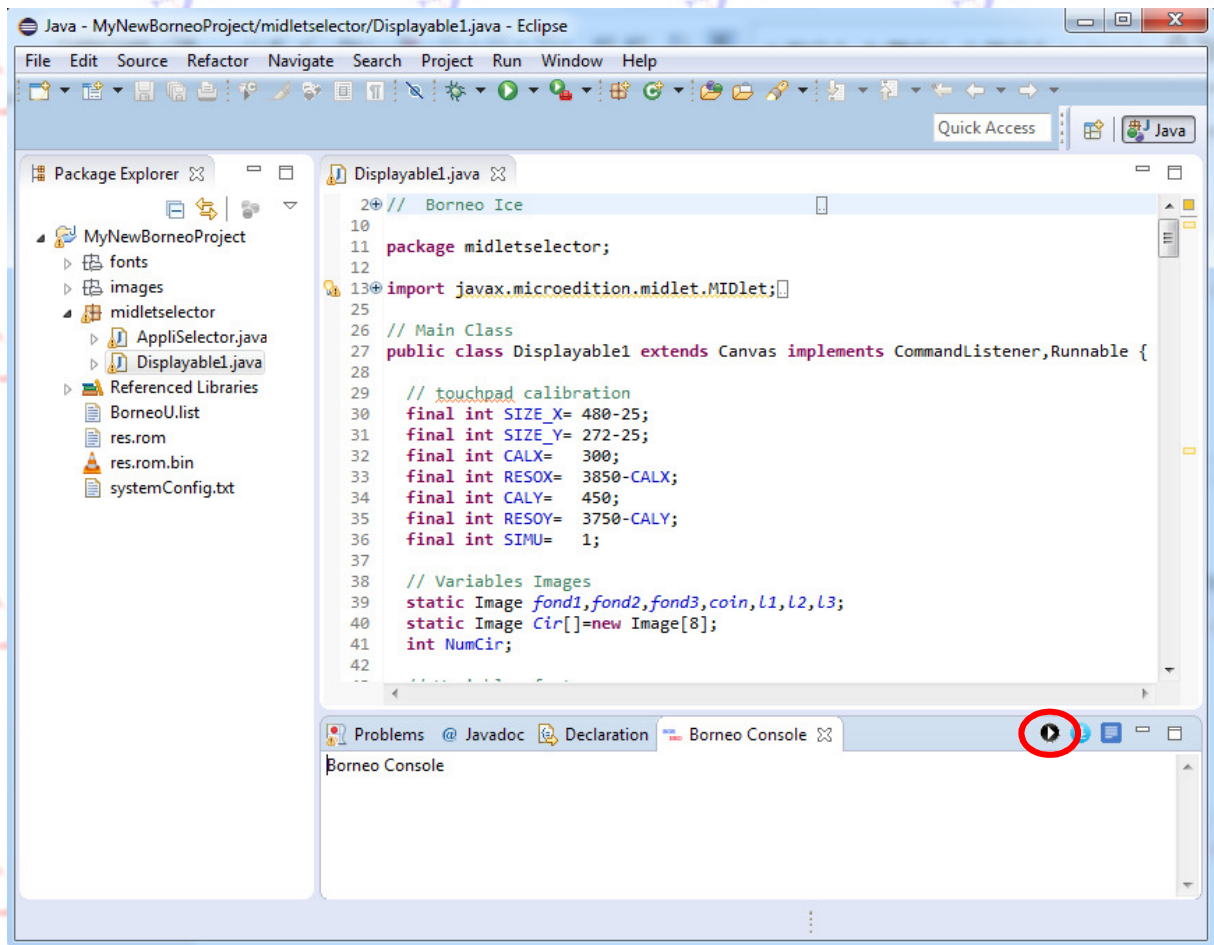 Java - MyNewBorneoProject/midletselector/Displayable1.java - Eclipse
File Edit Source Refactor Navigate Search Project Run Window Help
Quick Access
Java
Package Explorer
MyNewBorneoProject
fonts
images
midletselector
AppliSelector.java
Displayable1.java
Referenced Libraries
BorneoU.list
res.rom
res.rom.bin
systemConfig.txt
Displayable1.java
2 // Borneo Ice
10
11 package midletselector;
12
13 import javax.microedition.midlet.MIDlet;
25
26 // Main Class
27 public class Displayable1 extends Canvas implements CommandListener,Runnable {
28
29 // touchpad calibration
30 final int SIZE_X= 480-25;
31 final int SIZE_Y= 272-25;
32 final int CALX= 300;
33 final int RESOX= 3850-CALX;
34 final int CALY= 450;
35 final int RESOY= 3750-CALY;
36 final int SIMU= 1;
37
38 // Variables Images
39 static Image fond1,fond2,fond3,coin,l1,l2,l3;
40 static Image Cir[]=new Image[8];
41 int NumCir;
42
Problems @ Javadoc Declaration Borneo Console
Borneo Console